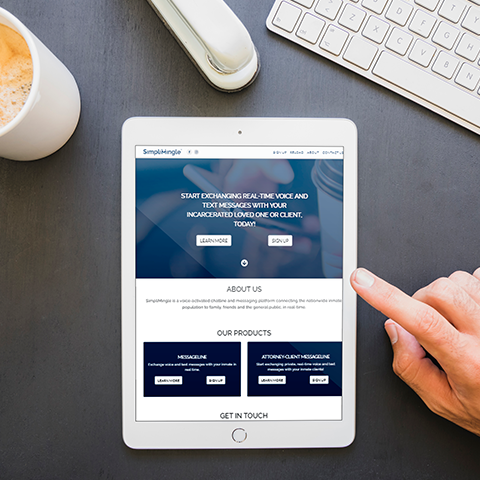 SimpliMingle
SIGN UP RELOAD ABOUT CONTACT US
START EXCHANGING REAL-TIME VOICE AND
TEXT MESSAGES WITH YOUR
INCARCERATED LOVED ONE OR CLIENT,
TODAY!
LEARN MORE SIGN UP
ABOUT US
SimpliMingle is a voice-activated chatline and messaging platform connecting the nationwide inmate
population to family, friends and the general public, in real-time.
OUR PRODUCTS
MESSAGELINE
Exchange voice and text messages with your inmate in
real time.
LEARN MORE SIGN UP
ATTORNEY-CLIENT MESSAGELINE
Start exchanging private, real-time voice and text
messages with your inmate clients!
LEARN MORE SIGN UP
GET IN TOUCH
Z X C V B N M